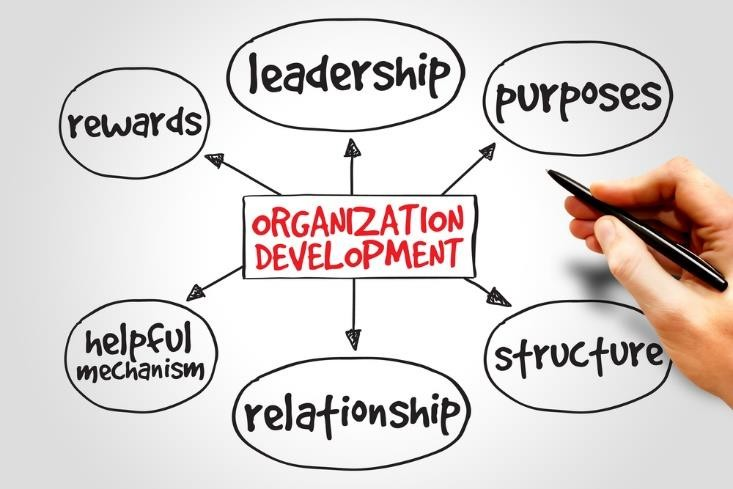 leadership
purposes
rewards
ORGANIZATION
DEVELOPMENT
helpful
mechanism
structure
relationship